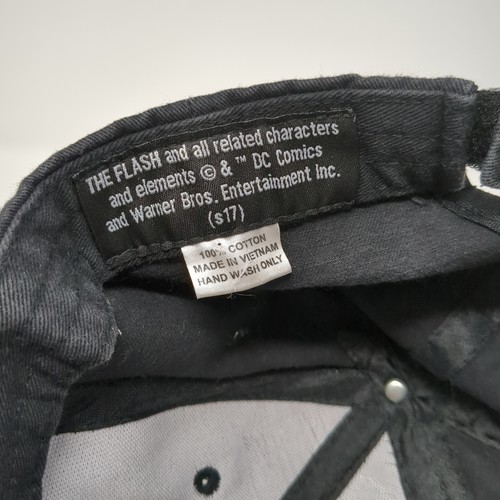 THE FLASH and all related characters
and elements © & ™ DC Comics
and Warner Bros. Entertainment Inc.
(s17)
100% COTTON
MADE IN VIETNAM
HAND WASH ONLY